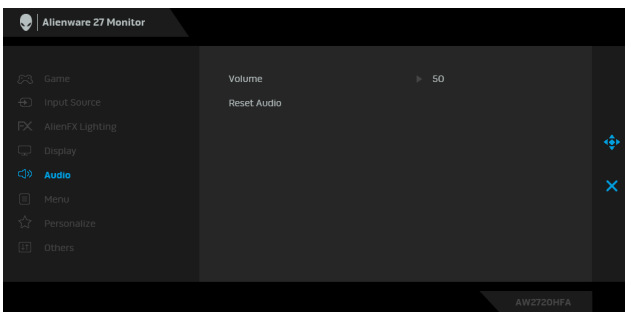 Alienware 27 Monitor
Game
Input Source
AlienFX Lighting
Display
Audio
Menu
Personalize
Others
Volume 50
Reset Audio
AW2720HFA